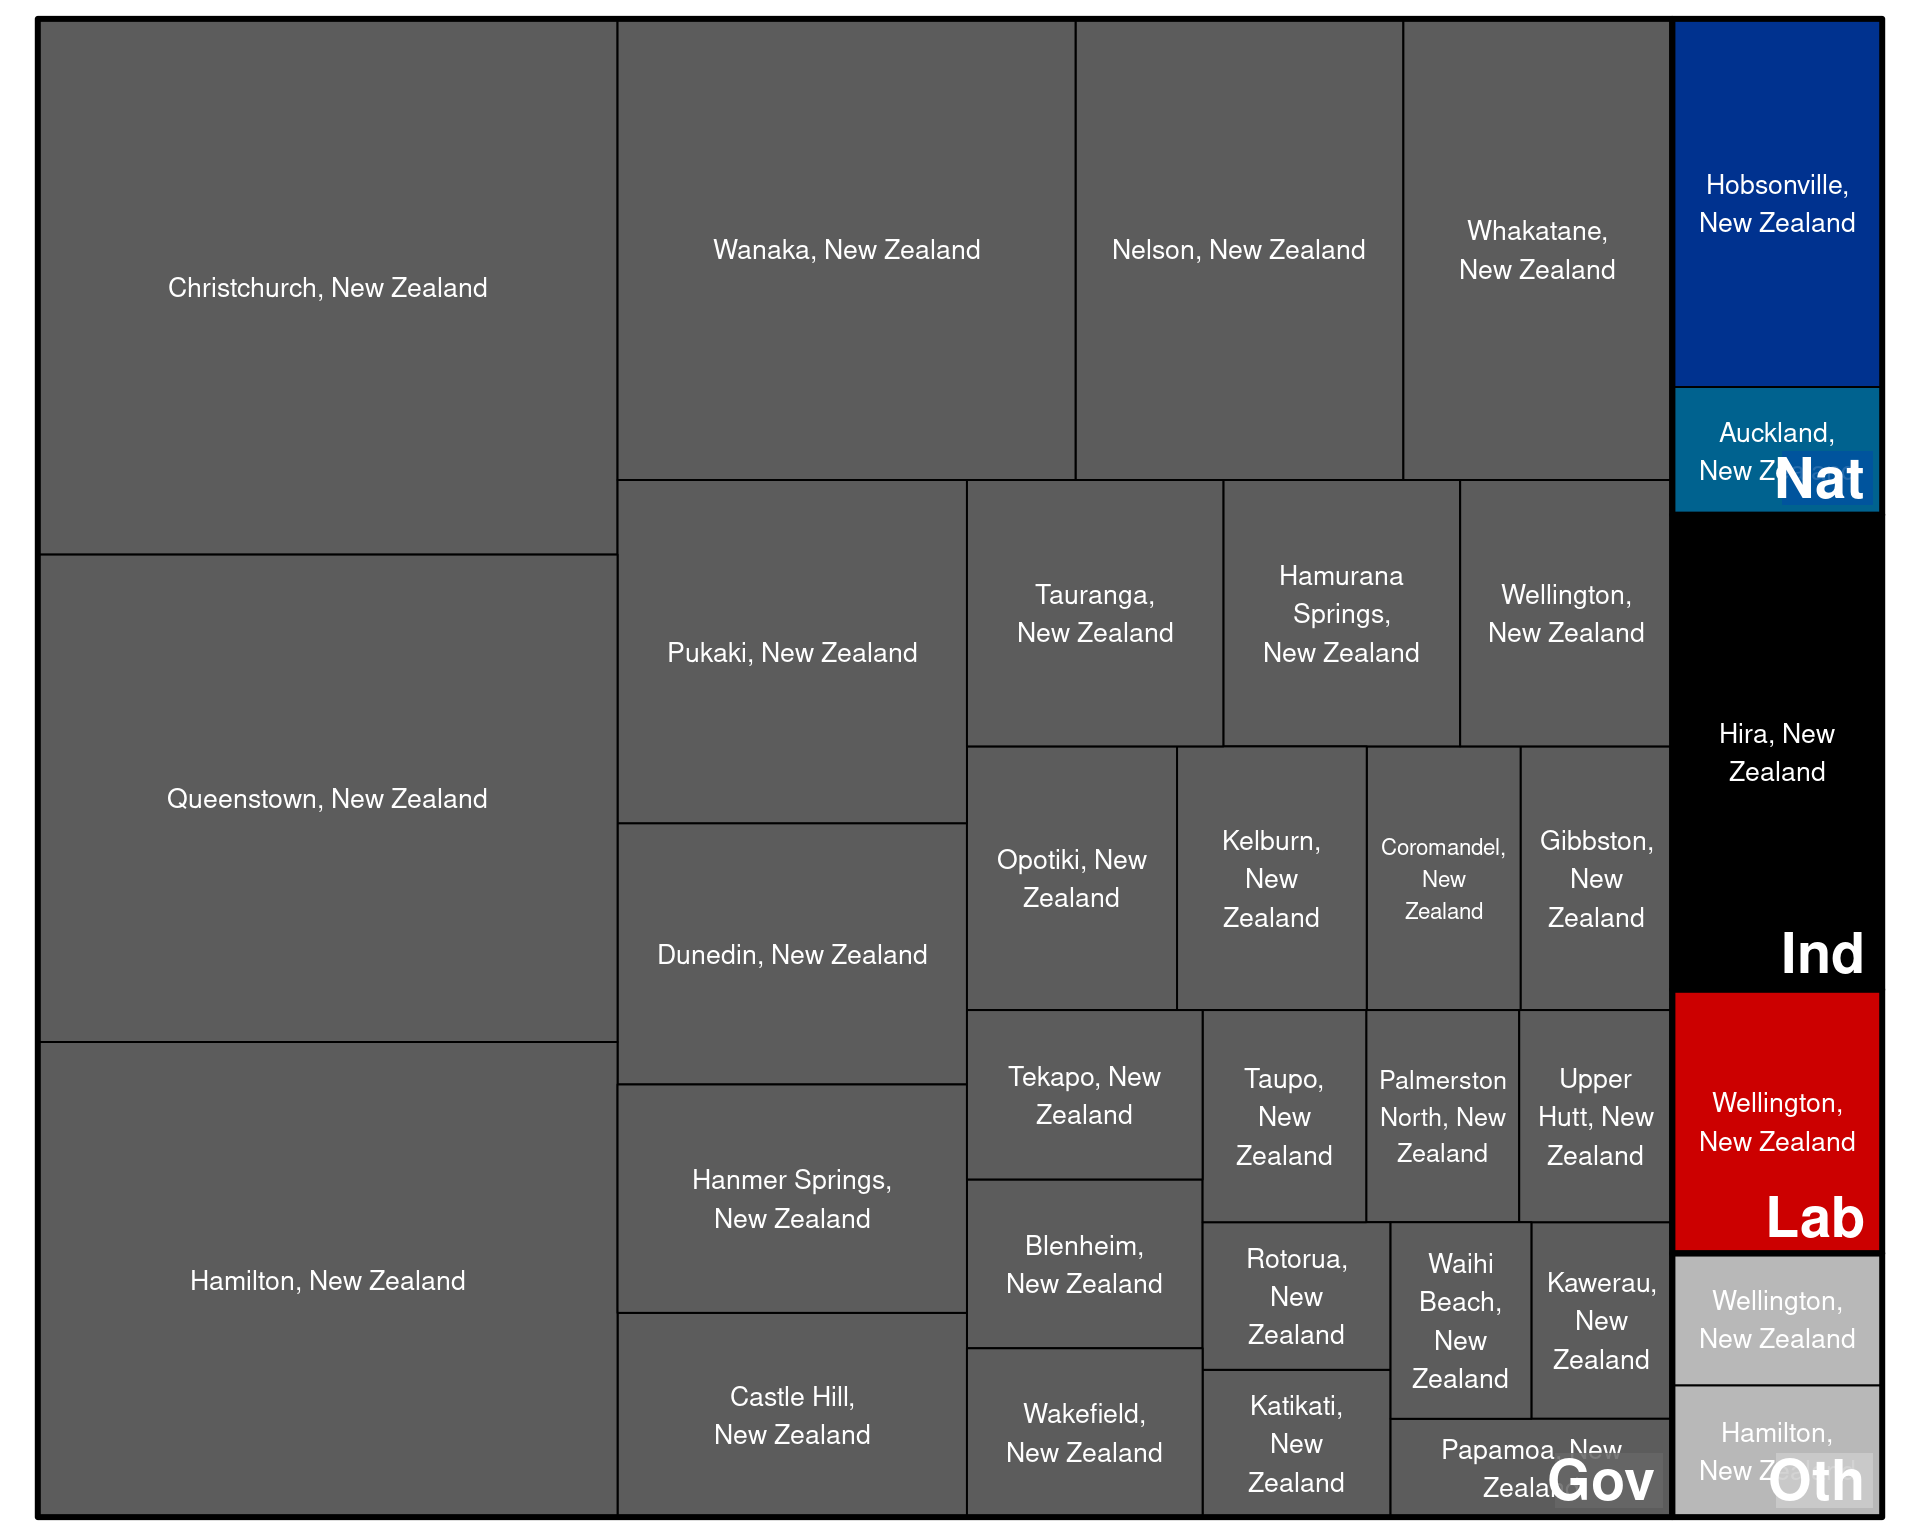 Christchurch, New Zealand
Queenstown, New Zealand
Hamilton, New Zealand
Wanaka, New Zealand
Nelson, New Zealand
Whakatane,
New Zealand
Pukaki, New Zealand
Dunedin, New Zealand
Hanmer Springs,
New Zealand
Castle Hill,
New Zealand
Tauranga,
New Zealand
Hamurana
Springs,
New Zealand
Wellington,
New Zealand
Opotiki, New
Zealand
Kelburn,
New
Zealand
Coromandel,
New
Zealand
Gibbston,
New
Zealand
Tekapo, New
Zealand
Blenheim,
New Zealand
Wakefield,
New Zealand
Taupo,
New
Zealand
Palmerston
North, New
Zealand
Upper
Hutt, New
Zealand
Rotorua,
New
Zealand
Katikati,
New
Zealand
Waihi
Beach,
New
Zealand
Kawerau,
New
Zealand
Papamoa, New
Zealand
Gov
Hobsonville,
New Zealand
Auckland,
New Zealand
Nat
Hira, New
Zealand
Ind
Wellington,
New Zealand
Lab
Wellington,
New Zealand
Hamilton,
New Zealand
Oth